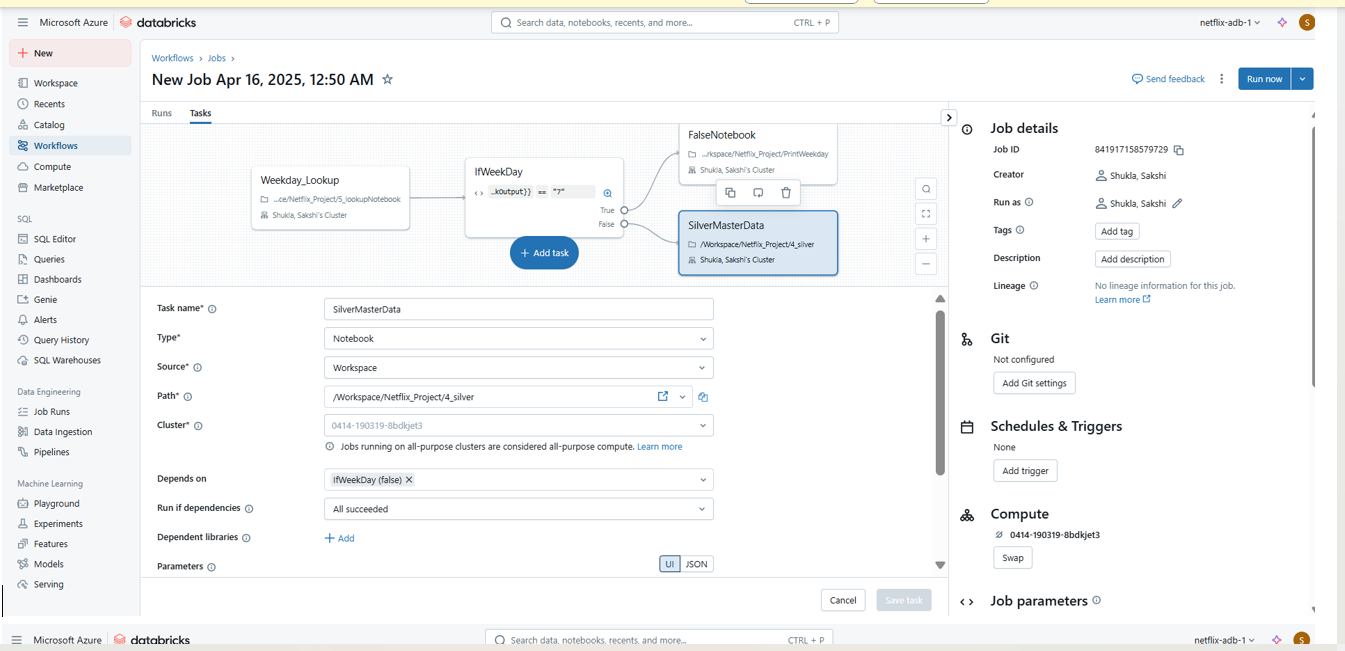 Microsoft Azure databricks Search data, notebooks, recents, and more... CTRL + P netflix-adb-1 S
New
Workspace
Recents
Catalog
Workflows
Compute
Marketplace
SQL
SQL Editor
Queries
Dashboards
Genie
Alerts
Query History
SQL Warehouses
Data Engineering
Job Runs
Data Ingestion
Pipelines
Machine Learning
Playground
Experiments
Features
Models
Serving
Workflows > Jobs >
New Job Apr 16, 2025, 12:50 AM
Send feedback
Run now
Runs Tasks
Weekday_Lookup
...ce/Netflix_Project/5_lookupNotebook
Shukla, Sakshi's Cluster
IfWeekDay
...kOutput}} == "7"
True
False
FalseNotebook
...rkspace/Netflix_Project/PrintWeekday
Shukla, Sakshi's Cluster
SilverMasterData
/Workspace/Netflix_Project/4_silver
Shukla, Sakshi's Cluster
+ Add task
Task name* SilverMasterData
Type* Notebook
Source* Workspace
Path* /Workspace/Netflix_Project/4_silver
Cluster* 0414-190319-8bdkjet3
Jobs running on all-purpose clusters are considered all-purpose compute. Learn more
Depends on IfWeekDay (false)
Run if dependencies All succeeded
Dependent libraries + Add
Parameters UI JSON
Cancel Save task
Job details
Job ID 841917158579729
Creator Shukla, Sakshi
Run as Shukla, Sakshi
Tags Add tag
Description Add description
Lineage No lineage information for this job.
Learn more
Git
Not configured
Add Git settings
Schedules & Triggers
None
Add trigger
Compute
0414-190319-8bdkjet3
Swap
Job parameters
Microsoft Azure databricks Search data, notebooks, recents, and more... CTRL + P netflix-adb-1 S